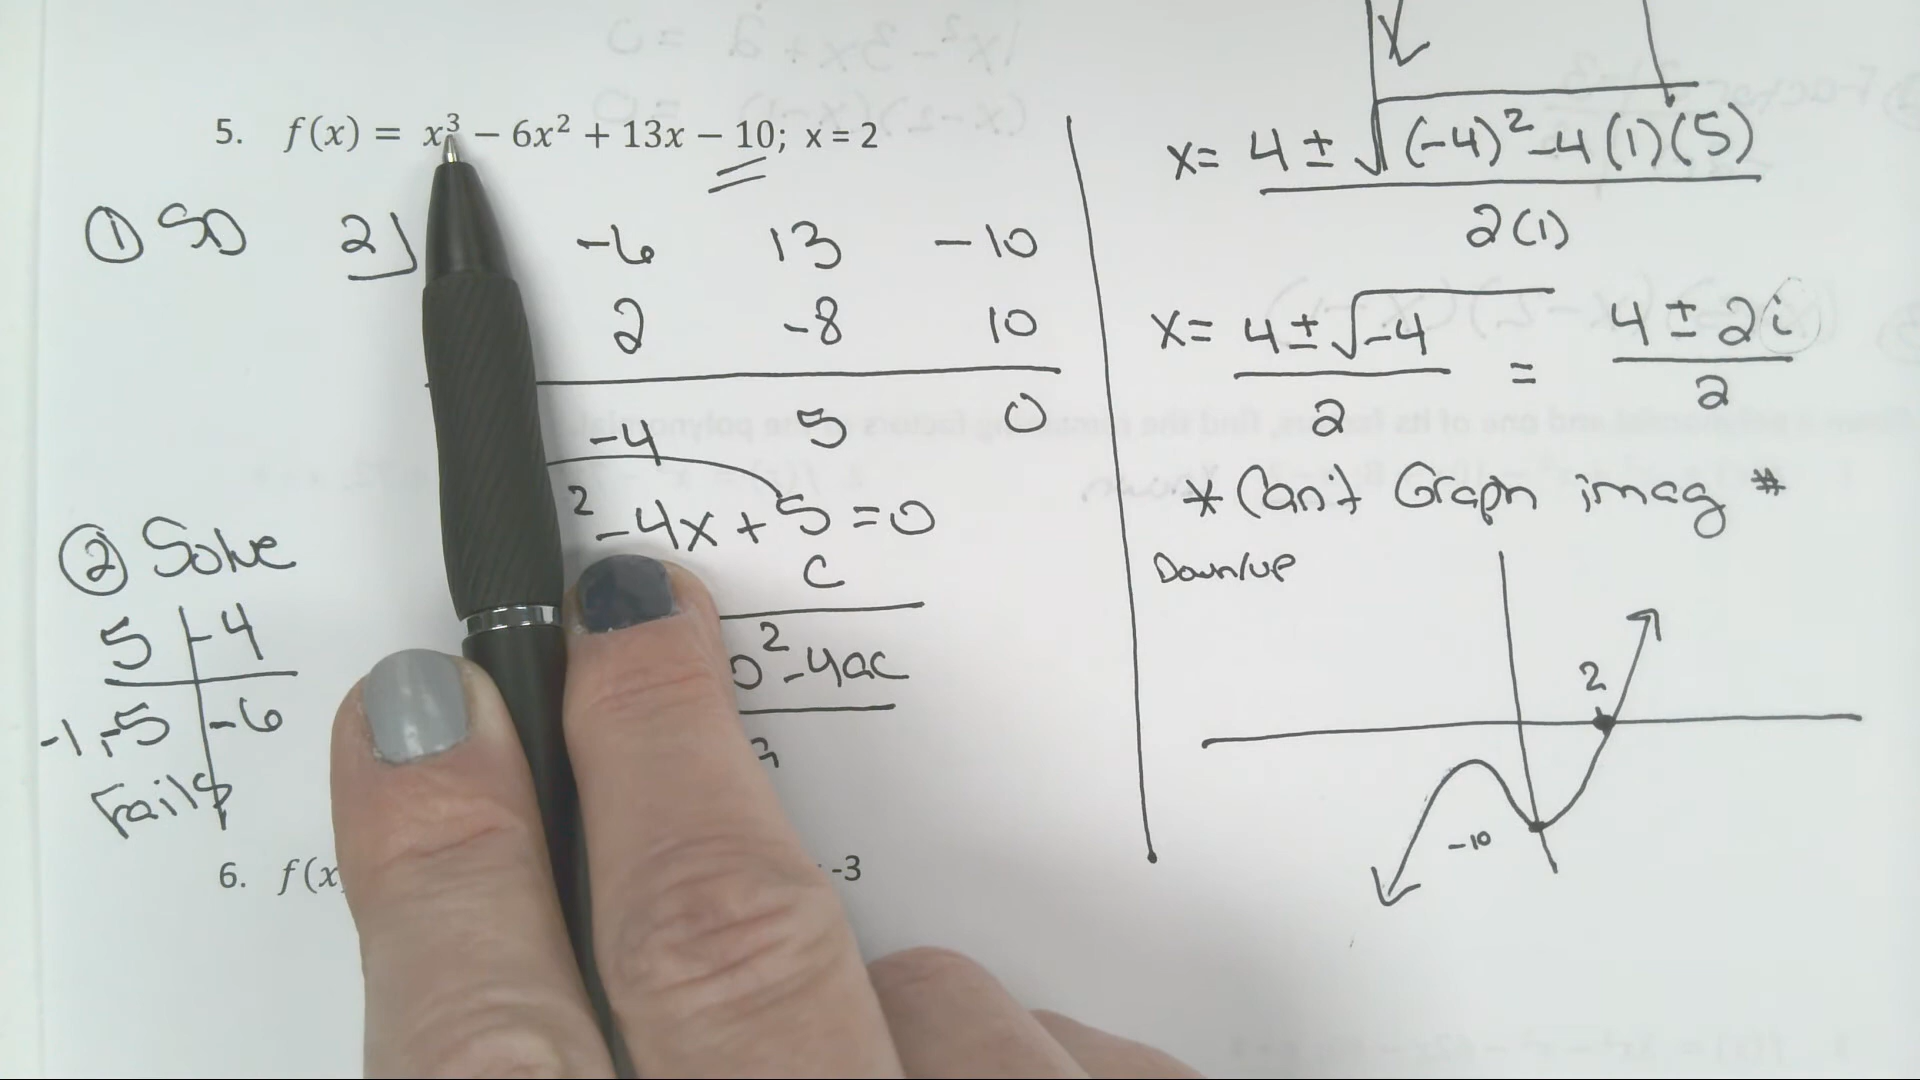 5. f(x) = x³ − 6x² + 13x − 10; x = 2
① SD 2 -6 13 -10
2 -8 10
-4 5 0
² -4x + 5 = 0
C
② Solve
5 -4
-1, -5 -6
Fails
² -4ac
6. f(x -3
x = 4 ± √(-4)² -4(1)(5)
2(1)
x = 4 ± √-4 = 4 ± 2i
2 2
* Can't Graph imag *
Down/up
2
-10